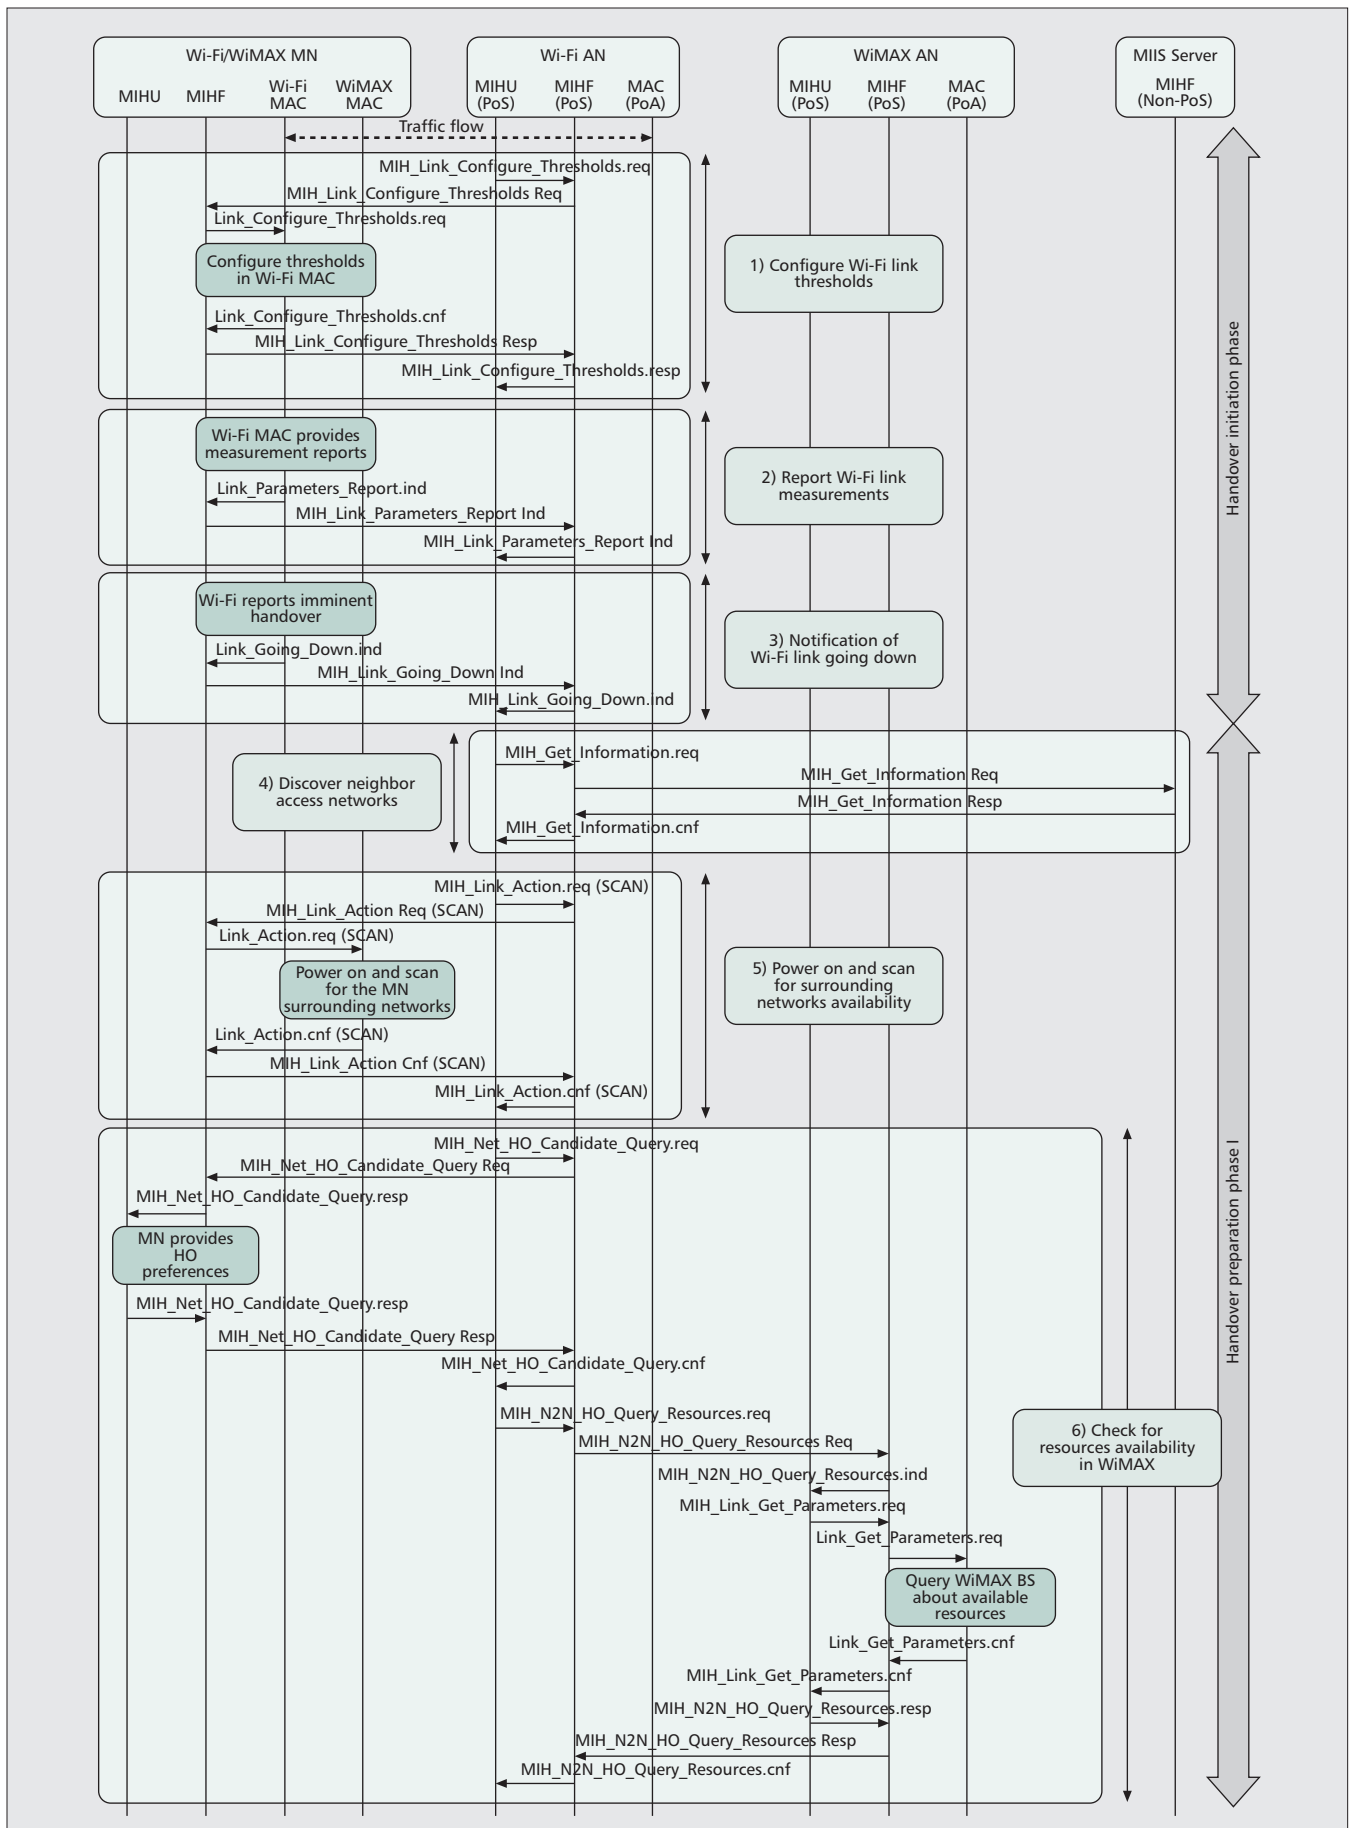 Wi-Fi/WiMAX MN
Wi-Fi AN
WiMAX AN
MIIS Server
MIHU
MIHF
Wi-Fi
MAC
WiMAX
MAC
MIHU
(PoS)
MIHF
(PoS)
MAC
(PoA)
MIHU
(PoS)
MIHF
(PoS)
MAC
(PoA)
MIHF
(Non-PoS)
Traffic flow
MIH_Link_Configure_Thresholds.req
MIH_Link_Configure_Thresholds Req
Link_Configure_Thresholds.req
Configure thresholds
in Wi-Fi MAC
Link_Configure_Thresholds.cnf
MIH_Link_Configure_Thresholds Resp
MIH_Link_Configure_Thresholds.resp
1) Configure Wi-Fi link
thresholds
Wi-Fi MAC provides
measurement reports
Link_Parameters_Report.ind
MIH_Link_Parameters_Report Ind
MIH_Link_Parameters_Report Ind
2) Report Wi-Fi link
measurements
Wi-Fi reports imminent
handover
Link_Going_Down.ind
MIH_Link_Going_Down Ind
MIH_Link_Going_Down.ind
3) Notification of
Wi-Fi link going down
Handover initiation phase
4) Discover neighbor
access networks
MIH_Get_Information.req
MIH_Get_Information Req
MIH_Get_Information Resp
MIH_Get_Information.cnf
MIH_Link_Action.req (SCAN)
MIH_Link_Action Req (SCAN)
Link_Action.req (SCAN)
Power on and scan
for the MN
surrounding networks
Link_Action.cnf (SCAN)
MIH_Link_Action Cnf (SCAN)
MIH_Link_Action.cnf (SCAN)
5) Power on and scan
for surrounding
networks availability
MIH_Net_HO_Candidate_Query.req
MIH_Net_HO_Candidate_Query Req
MIH_Net_HO_Candidate_Query.resp
MN provides
HO
preferences
MIH_Net_HO_Candidate_Query.resp
MIH_Net_HO_Candidate_Query Resp
MIH_Net_HO_Candidate_Query.cnf
MIH_N2N_HO_Query_Resources.req
MIH_N2N_HO_Query_Resources Req
MIH_N2N_HO_Query_Resources.ind
MIH_Link_Get_Parameters.req
Link_Get_Parameters.req
Query WiMAX BS
about available
resources
Link_Get_Parameters.cnf
MIH_Link_Get_Parameters.cnf
MIH_N2N_HO_Query_Resources.resp
MIH_N2N_HO_Query_Resources Resp
MIH_N2N_HO_Query_Resources.cnf
6) Check for
resources availability
in WiMAX
Handover preparation phase I